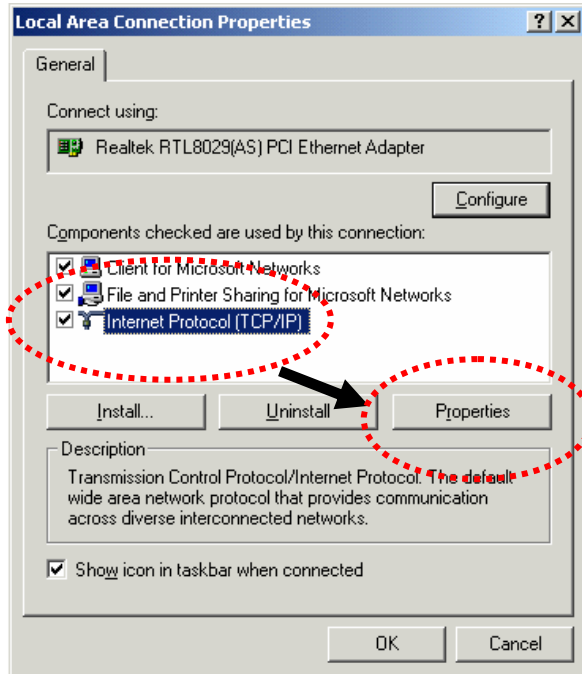 Local Area Connection Properties
General
Connect using:
Realtek RTL8029(AS) PCI Ethernet Adapter
Configure
Components checked are used by this connection:
Client for Microsoft Networks
File and Printer Sharing for Microsoft Networks
Internet Protocol (TCP/IP)
Install... Uninstall Properties
Description
Transmission Control Protocol/Internet Protocol. The default
wide area network protocol that provides communication
across diverse interconnected networks.
Show icon in taskbar when connected
OK Cancel